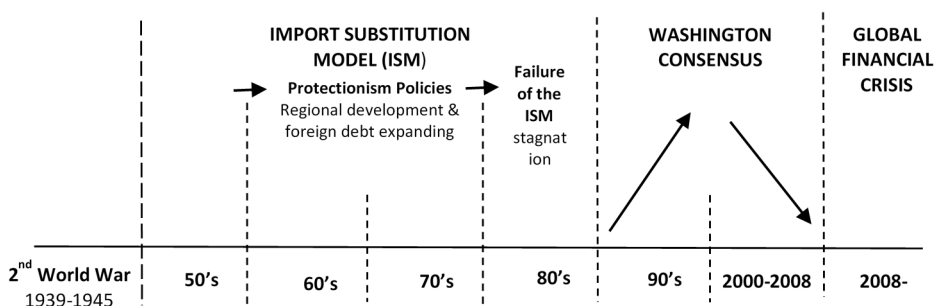 IMPORT SUBSTITUTION
MODEL (ISM)
Protectionism Policies
Regional development &
foreign debt expanding
Failure
of the
ISM
stagnat
ion
WASHINGTON
CONSENSUS
GLOBAL
FINANCIAL
CRISIS
2nd World War
1939-1945
50's
60's
70's
80's
90's
2000-2008
2008-